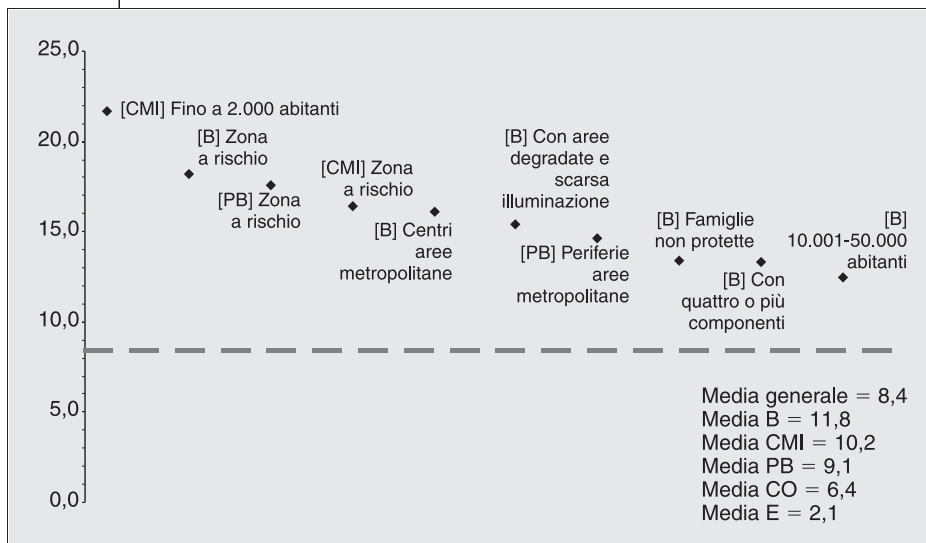 25,0
20,0
15,0
10,0
5,0
0,0
[CMI] Fino a 2.000 abitanti
[B] Zona
a rischio
[PB] Zona
a rischio
[CMI] Zona
a rischio
[B] Centri
aree
metropolitane
[B] Con aree
degradate e
scarsa
illuminazione
[PB] Periferie
aree
metropolitane
[B] Famiglie
non protette
[B] Con
quattro o più
componenti
[B]
10.001-50.000
abitanti
Media generale = 8,4
Media B = 11,8
Media CMI = 10,2
Media PB = 9,1
Media CO = 6,4
Media E = 2,1